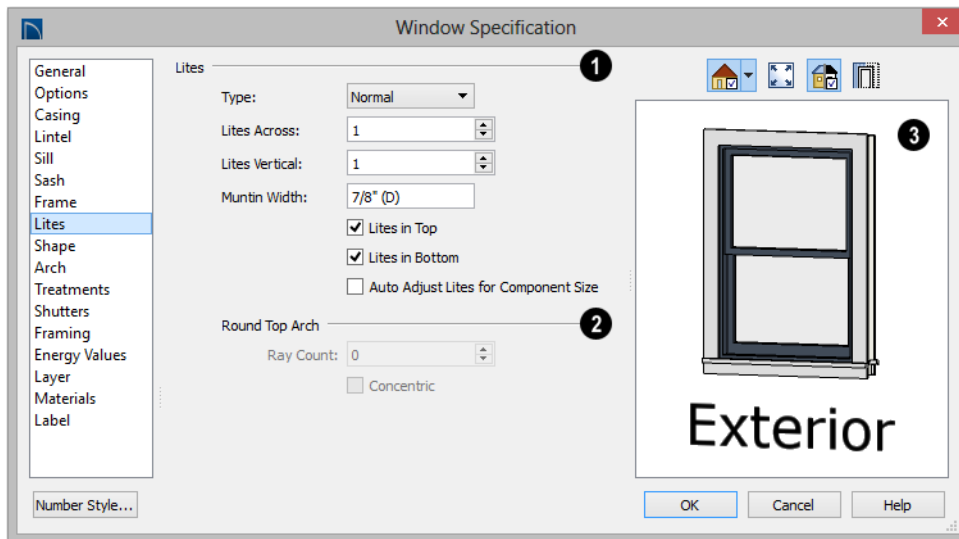 Window Specification
General
Options
Casing
Lintel
Sill
Sash
Frame
Lites
Shape
Arch
Treatments
Shutters
Framing
Energy Values
Layer
Materials
Label
Number Style...
Lites 1
Type: Normal
Lites Across: 1
Lites Vertical: 1
Muntin Width: 7/8" (D)
Lites in Top
Lites in Bottom
Auto Adjust Lites for Component Size
Round Top Arch 2
Ray Count: 0
Concentric
3
Exterior
OK Cancel Help